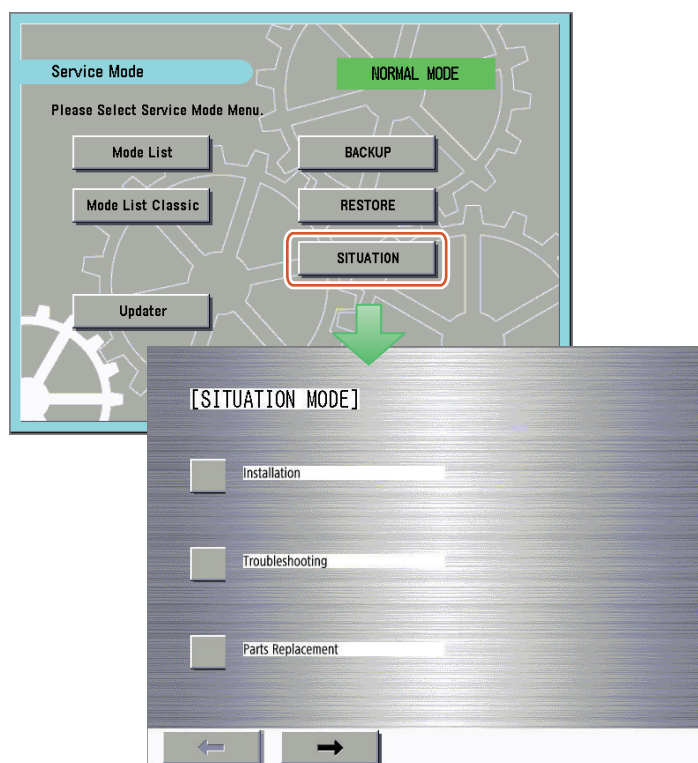 Service Mode
NORMAL MODE
Please Select Service Mode Menu.
Mode List
BACKUP
Mode List Classic
RESTORE
SITUATION
Updater
[SITUATION MODE]
Installation
Troubleshooting
Parts Replacement